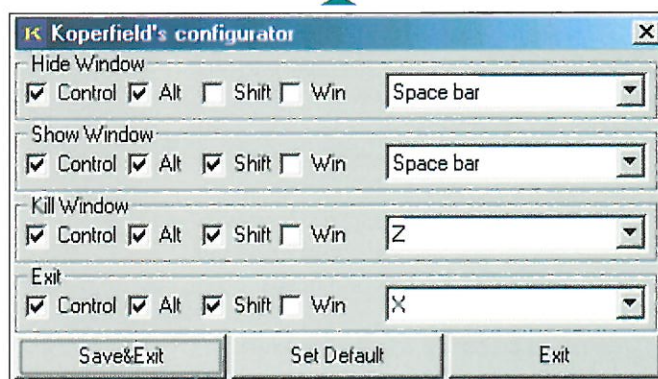 Koperfield's configurator
Hide Window
Control Alt Shift Win Space bar
Show Window
Control Alt Shift Win Space bar
Kill Window
Control Alt Shift Win Z
Exit
Control Alt Shift Win X
Save&Exit Set Default Exit